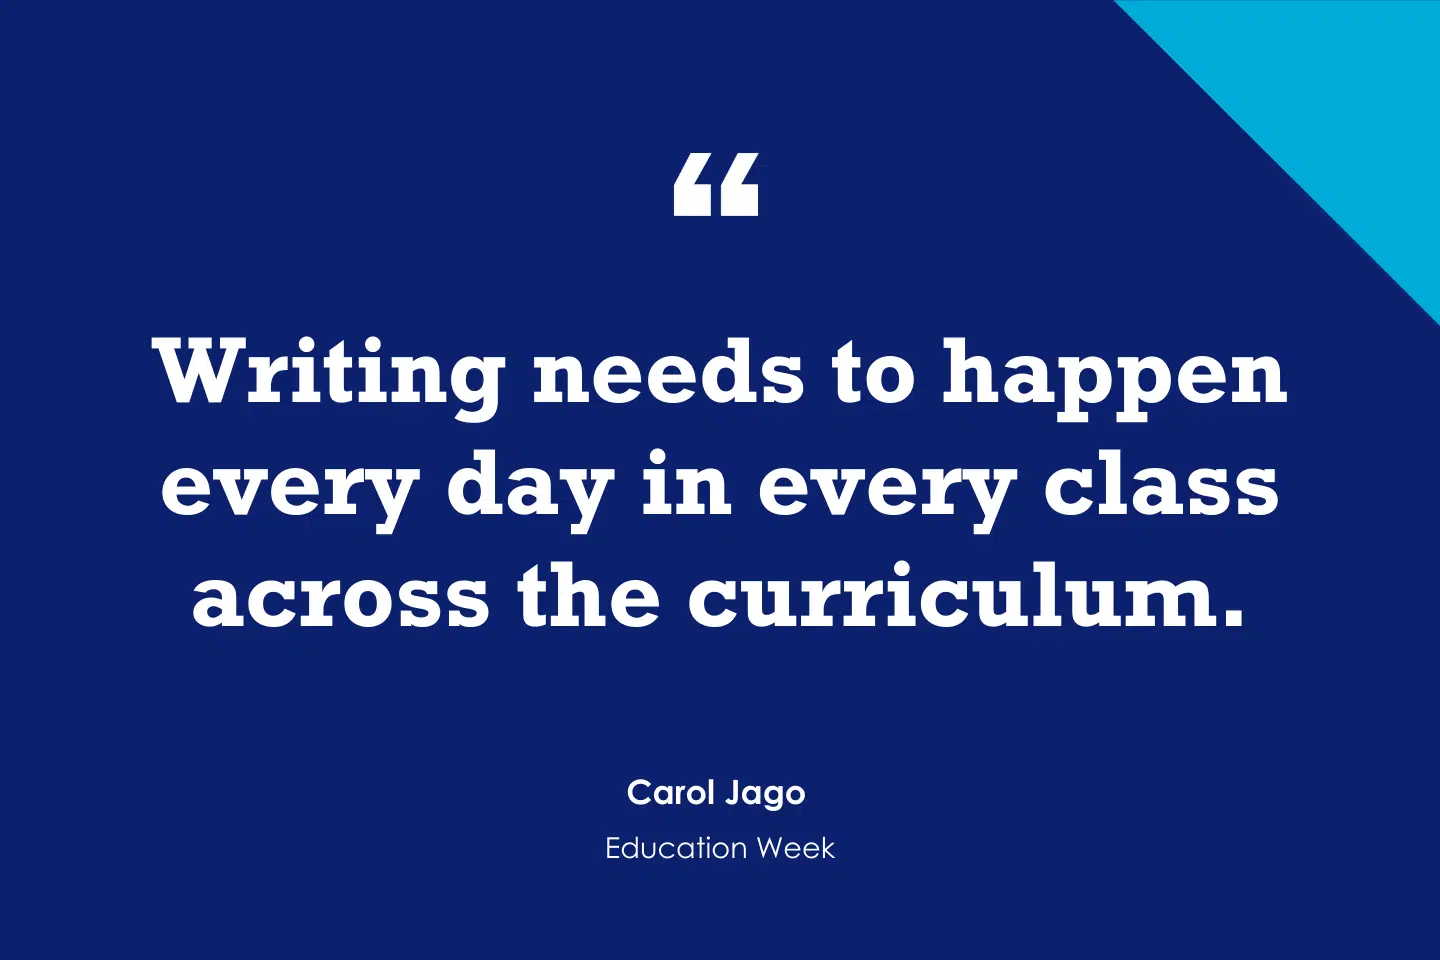 “
Writing needs to happen
every day in every class
across the curriculum.
Carol Jago
Education Week